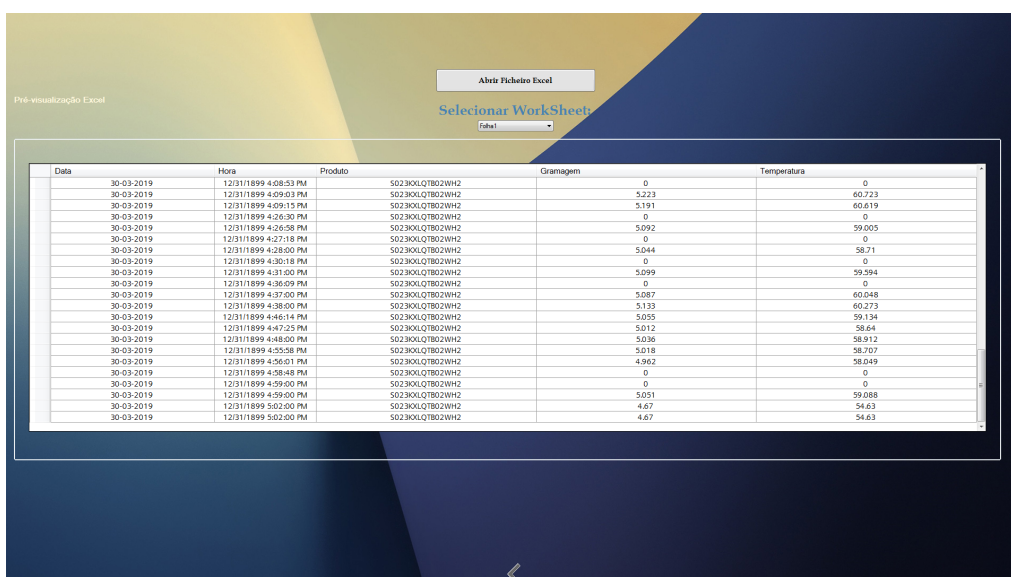 Abrir Ficheiro Excel
Pré-visualização Excel
Selecionar WorkSheet:
Folha1
Data Hora Produto Gramagem Temperatura
30-03-2019 12/31/1899 4:08:53 PM S023KXLQTB02WH2 0 0
30-03-2019 12/31/1899 4:09:03 PM S023KXLQTB02WH2 5.223 60.723
30-03-2019 12/31/1899 4:09:15 PM S023KXLQTB02WH2 5.191 60.619
30-03-2019 12/31/1899 4:26:30 PM S023KXLQTB02WH2 0 0
30-03-2019 12/31/1899 4:26:58 PM S023KXLQTB02WH2 5.092 59.005
30-03-2019 12/31/1899 4:27:18 PM S023KXLQTB02WH2 0 0
30-03-2019 12/31/1899 4:28:00 PM S023KXLQTB02WH2 5.044 58.71
30-03-2019 12/31/1899 4:30:18 PM S023KXLQTB02WH2 0 0
30-03-2019 12/31/1899 4:31:00 PM S023KXLQTB02WH2 5.099 59.594
30-03-2019 12/31/1899 4:36:09 PM S023KXLQTB02WH2 0 0
30-03-2019 12/31/1899 4:37:00 PM S023KXLQTB02WH2 5.087 60.048
30-03-2019 12/31/1899 4:38:00 PM S023KXLQTB02WH2 5.133 60.273
30-03-2019 12/31/1899 4:46:14 PM S023KXLQTB02WH2 5.055 59.134
30-03-2019 12/31/1899 4:47:25 PM S023KXLQTB02WH2 5.012 58.64
30-03-2019 12/31/1899 4:48:00 PM S023KXLQTB02WH2 5.036 58.912
30-03-2019 12/31/1899 4:55:58 PM S023KXLQTB02WH2 5.018 58.707
30-03-2019 12/31/1899 4:56:01 PM S023KXLQTB02WH2 4.962 58.049
30-03-2019 12/31/1899 4:58:48 PM S023KXLQTB02WH2 0 0
30-03-2019 12/31/1899 4:59:00 PM S023KXLQTB02WH2 0 0
30-03-2019 12/31/1899 4:59:00 PM S023KXLQTB02WH2 5.051 59.088
30-03-2019 12/31/1899 5:02:00 PM S023KXLQTB02WH2 4.67 54.63
30-03-2019 12/31/1899 5:02:00 PM S023KXLQTB02WH2 4.67 54.63